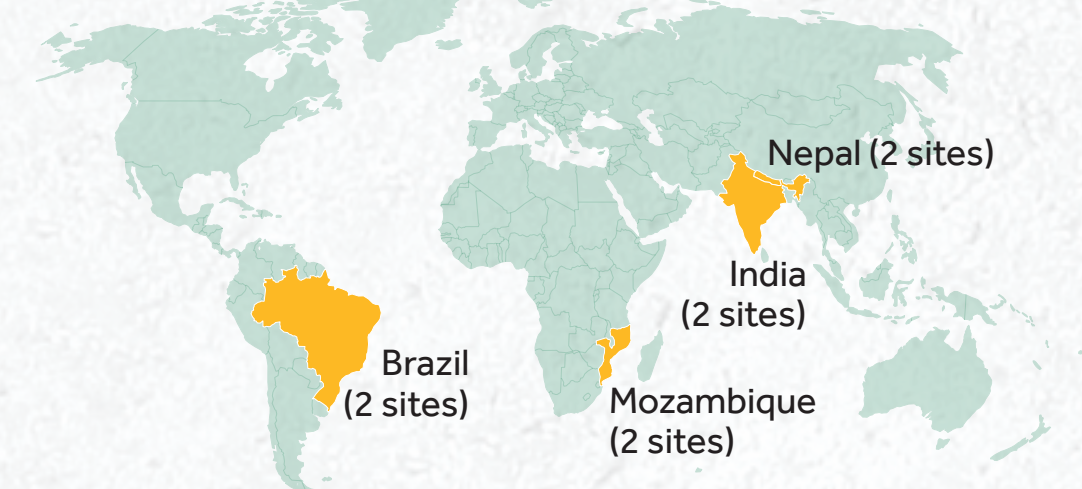 Nepal (2 sites)
India
(2 sites)
Brazil
(2 sites)
Mozambique
(2 sites)